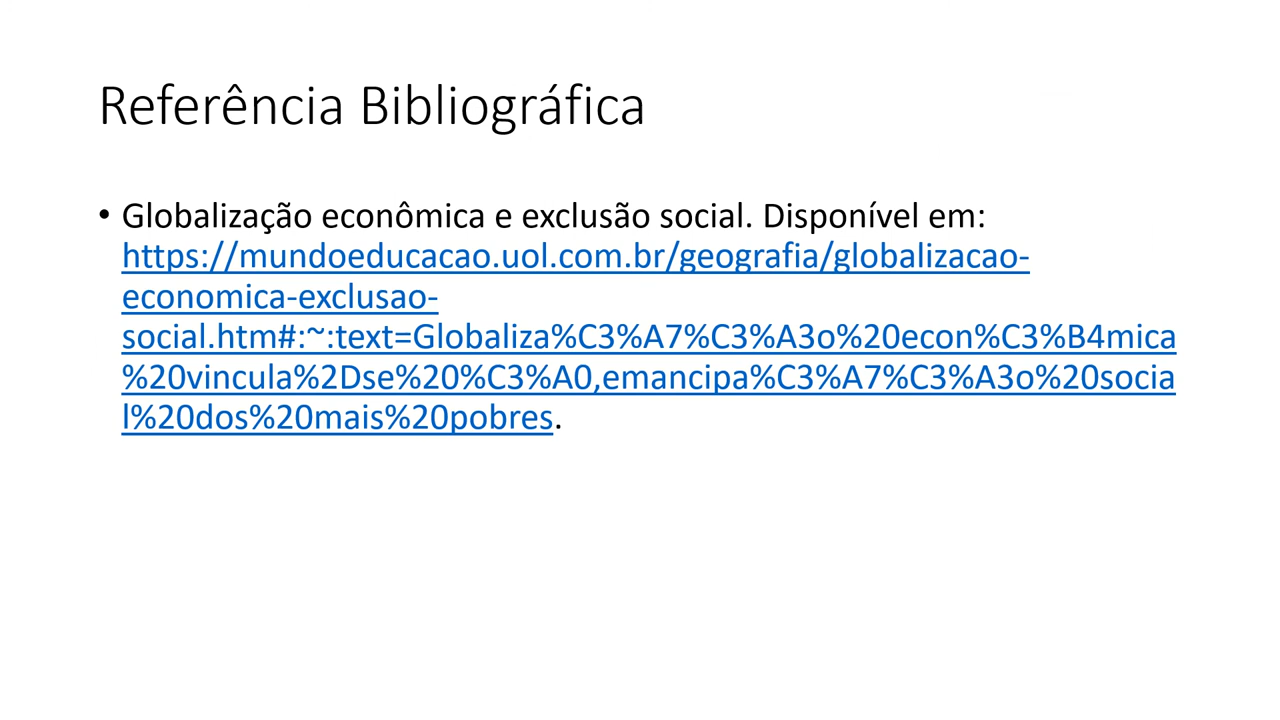 Referência Bibliográfica
• Globalização econômica e exclusão social. Disponível em:
https://mundoeducacao.uol.com.br/geografia/globalizacao-
economica-exclusao-
social.htm#:~:text=Globaliza%C3%A7%C3%A3o%20econ%C3%B4mica
%20vincula%2Dse%20%C3%A0,emancipa%C3%A7%C3%A3o%20socia
l%20dos%20mais%20pobres.